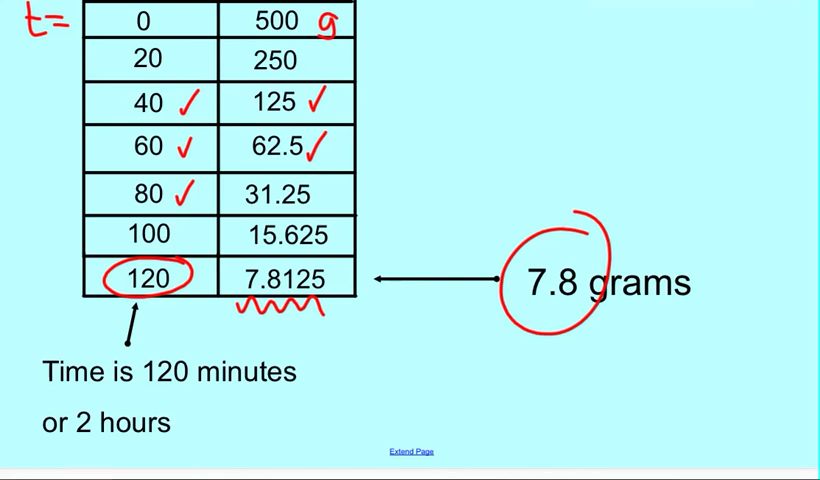 t= 0 500 g
20 250
40 ✓ 125 ✓
60 ✓ 62.5 ✓
80 ✓ 31.25
100 15.625
120 7.8125 7.8 grams
Time is 120 minutes
or 2 hours
Extend Page